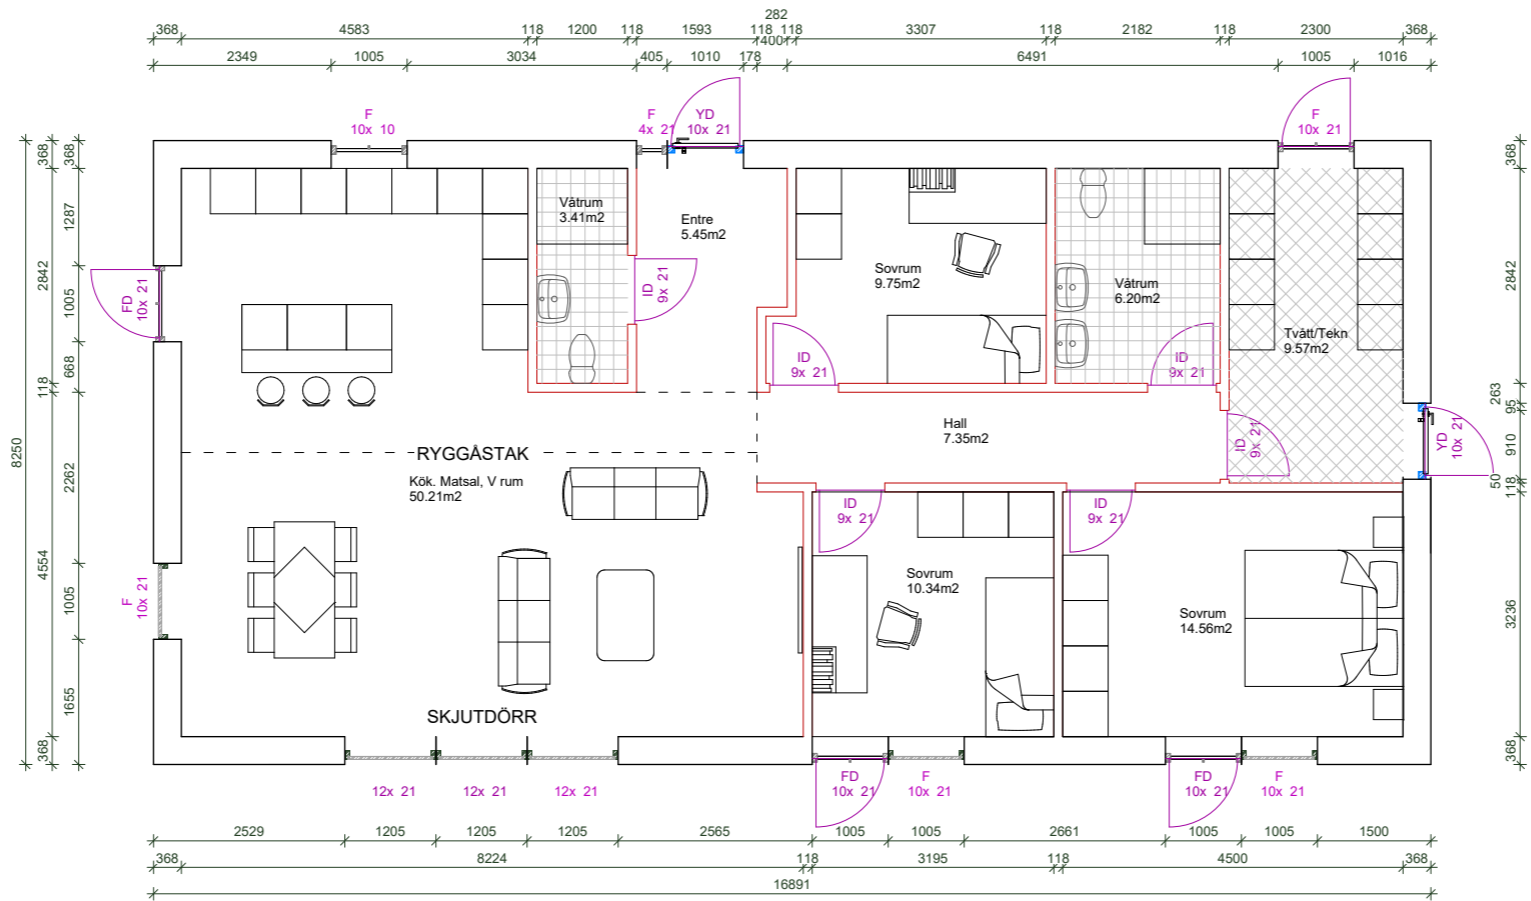 282
368 4583 118 1200 118 1593 118 118 3307 118 2182 118 2300 368
400
2349 1005 3034 405 1010 178 6491 1005 1016
F
10x 10
F
4x 21
YD
10x 21
F
10x 21
368 368
1287
2842
1005
668
118
8250
2262
4554
1005
1655
368 368
FD
10x 21
F
10x 21
Våtrum
3.41m2
Entre
5.45m2
ID
9x 21
Sovrum
9.75m2
Våtrum
6.20m2
Tvätt/Tekn
9.57m2
ID
9x 21
ID
9x 21
Hall
7.35m2
ID
9x 21
YD
10x 21
RYGGÅSTAK
Kök. Matsal, V rum
50.21m2
ID
9x 21
ID
9x 21
Sovrum
10.34m2
Sovrum
14.56m2
SKJUTDÖRR
368
2842
263
95
910
50
118
3236
368
12x 21
12x 21
12x 21
FD
10x 21
F
10x 21
FD
10x 21
F
10x 21
2529 1205 1205 1205 2565 1005 1005 2661 1005 1005 1500
368 8224 118 3195 118 4500 368
16891